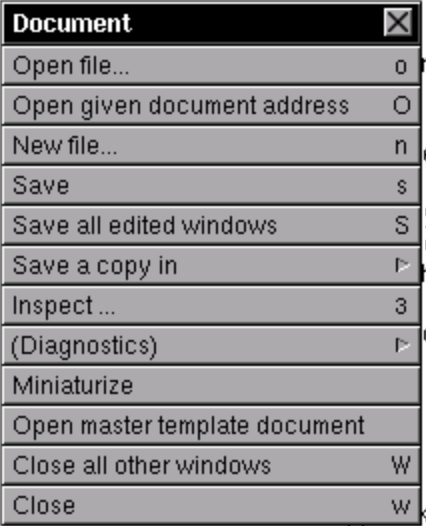 Document
Open file... o
Open given document address O
New file... n
Save s
Save all edited windows S
Save a copy in
Inspect ... 3
(Diagnostics)
Miniaturize
Open master template document
Close all other windows W
Close w